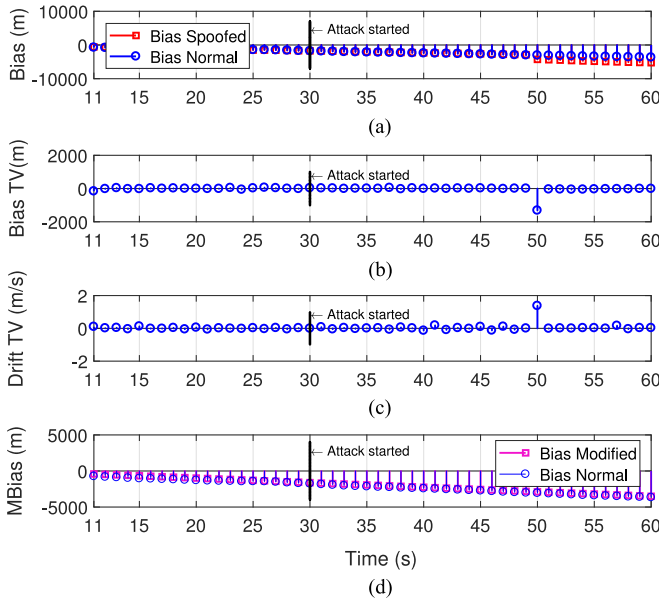 10000
0
-10000
Bias (m)
Bias Spoofed
Bias Normal
← Attack started
11 15 20 25 30 35 40 45 50 55 60
(a)
2000
0
-2000
Bias TV(m)
← Attack started
11 15 20 25 30 35 40 45 50 55 60
(b)
2
0
-2
Drift TV (m/s)
← Attack started
11 15 20 25 30 35 40 45 50 55 60
(c)
5000
0
-5000
MBias (m)
← Attack started
Bias Modified
Bias Normal
11 15 20 25 30 35 40 45 50 55 60
Time (s)
(d)